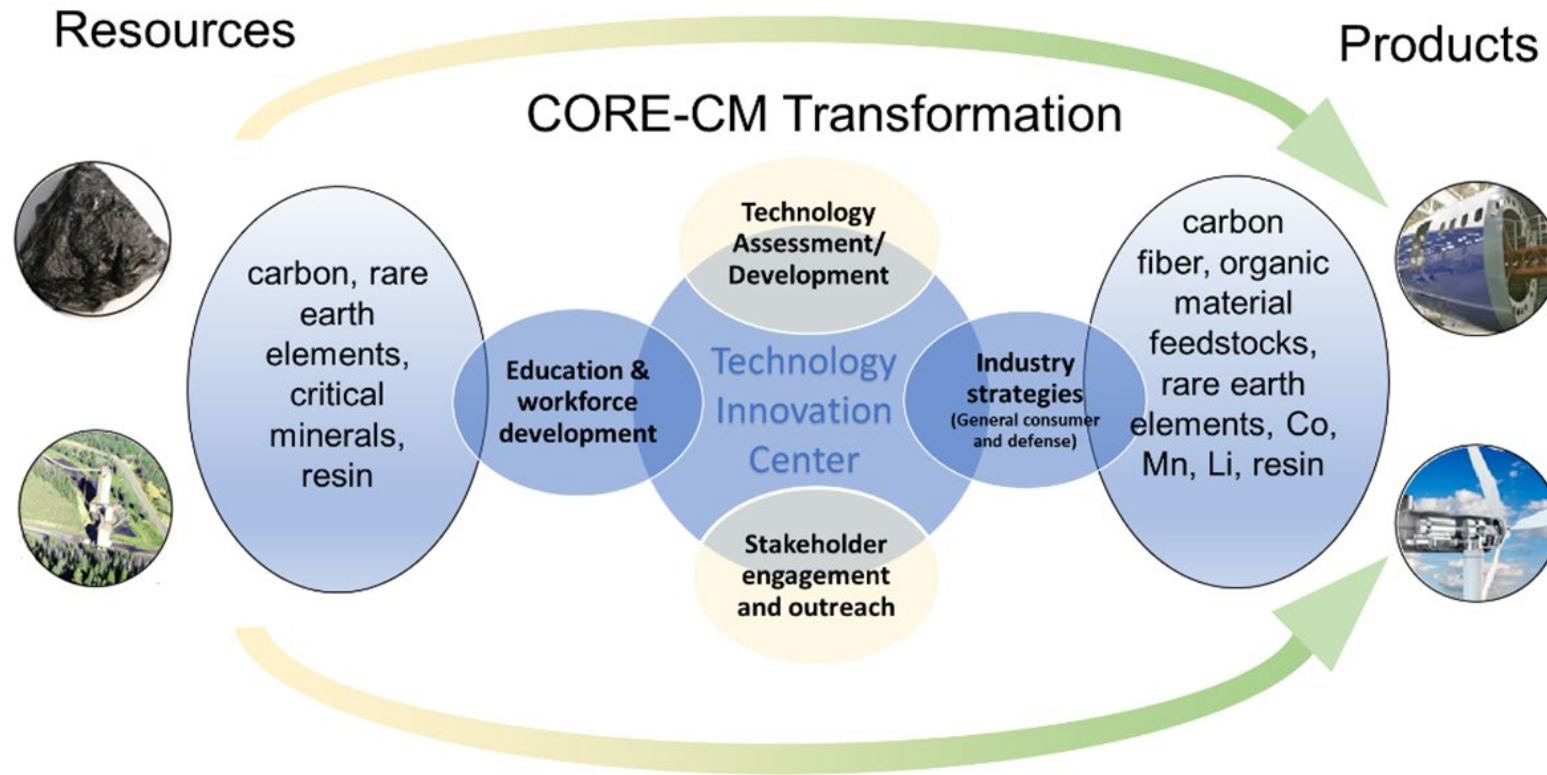 Resources
Products
CORE-CM Transformation
carbon, rare
earth
elements,
critical
minerals,
resin
Education &
workforce
development
Technology
Assessment/
Development
Technology
Innovation
Center
Stakeholder
engagement
and outreach
Industry
strategies
(General consumer
and defense)
carbon
fiber, organic
material
feedstocks,
rare earth
elements, Co,
Mn, Li, resin